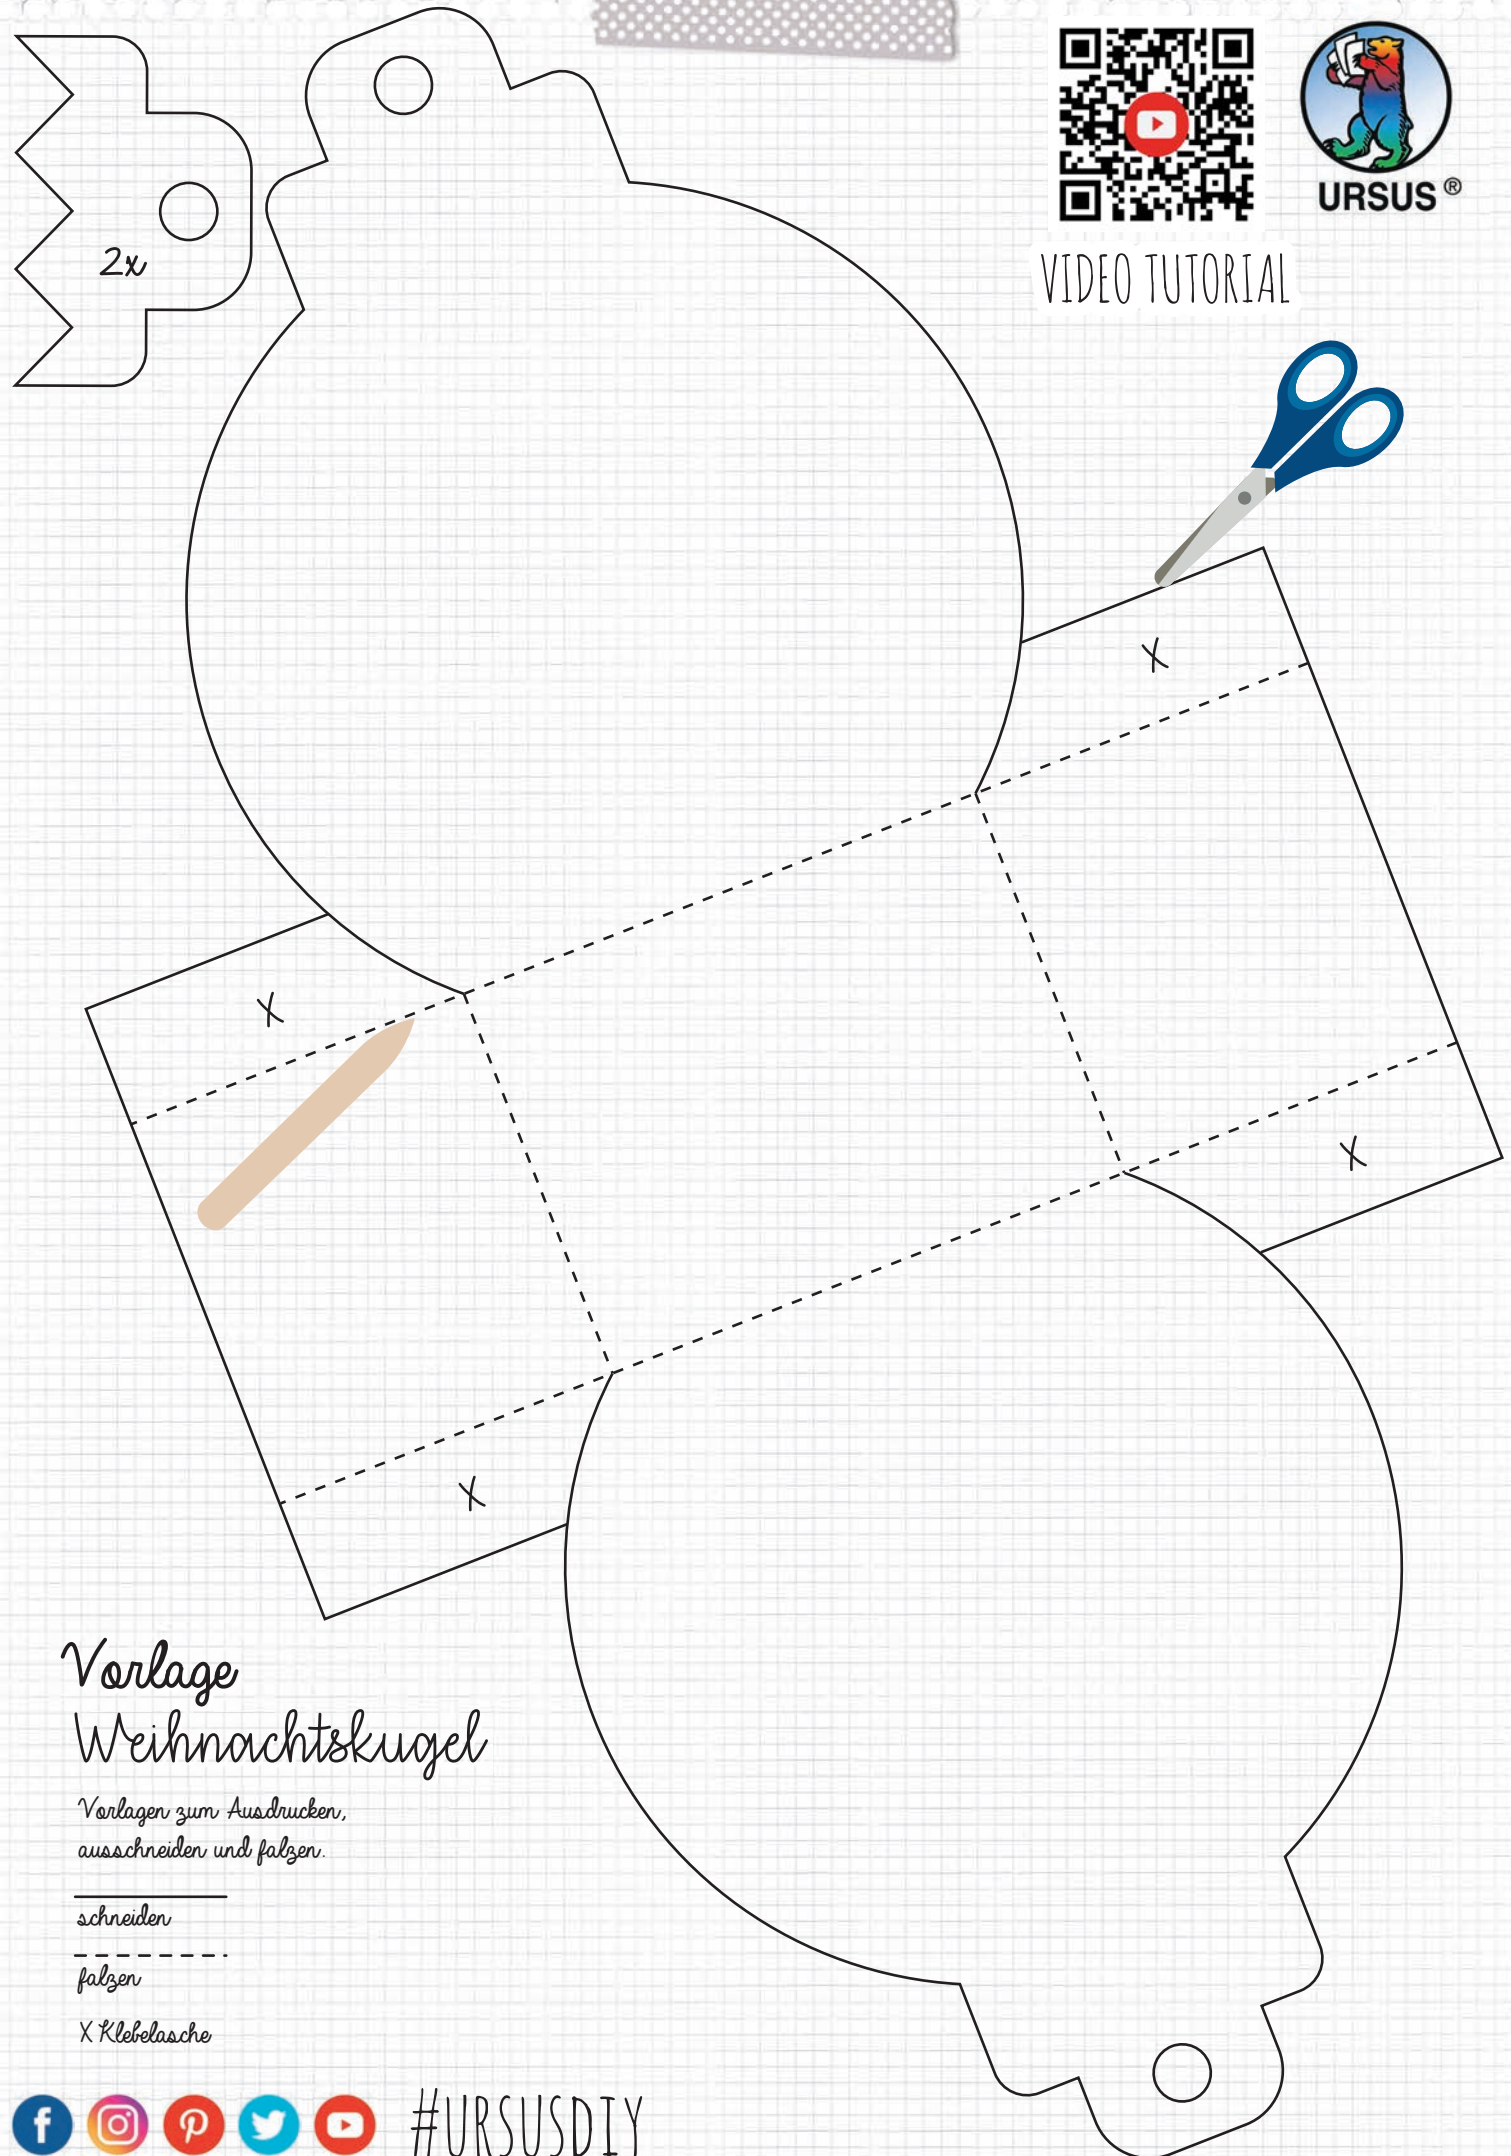 2x
URSUS®
VIDEO TUTORIAL
X
X
X
X
Vorlage
Weihnachtskugel
Vorlagen zum Ausdrucken,
ausschneiden und falzen.
schneiden
falzen
X Klebelasche
#URSUSDIY